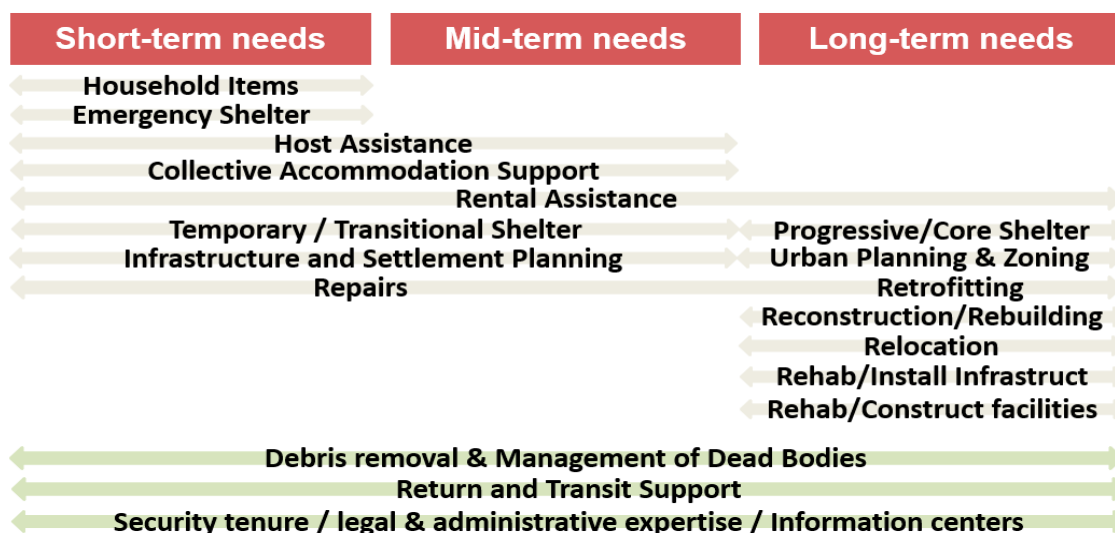 Short-term needs Mid-term needs Long-term needs
Household Items
Emergency Shelter
Host Assistance
Collective Accommodation Support
Rental Assistance
Temporary / Transitional Shelter Progressive/Core Shelter
Infrastructure and Settlement Planning Urban Planning & Zoning
Repairs Retrofitting
Reconstruction/Rebuilding
Relocation
Rehab/Install Infrastruct
Rehab/Construct facilities
Debris removal & Management of Dead Bodies
Return and Transit Support
Security tenure / legal & administrative expertise / Information centers